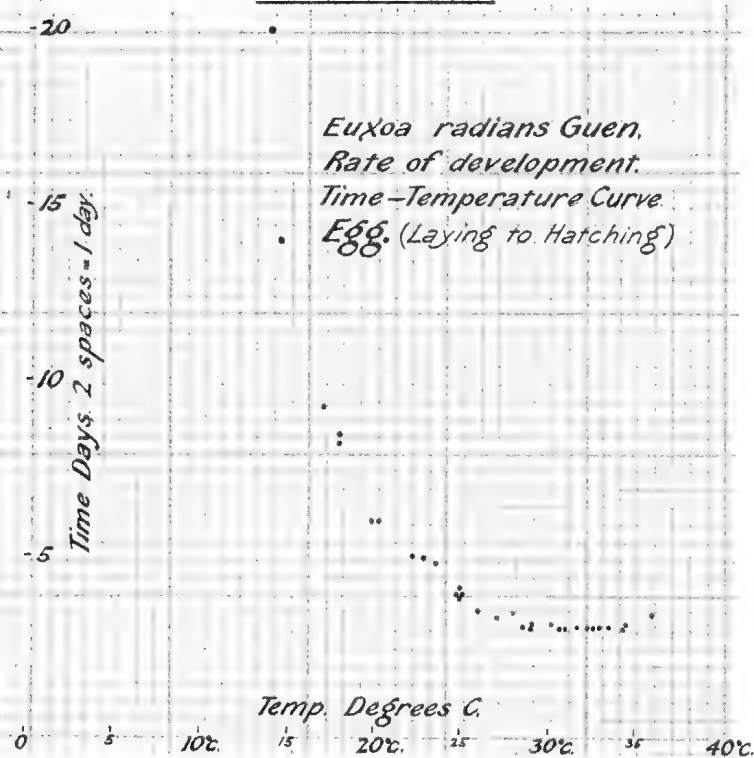 -20
Euxoa radians Guen,
Rate of development.
Time-Temperature Curve.
Egg. (Laying to Hatching)
-15
Time Days. 2 spaces=1 day.
-10
-5
Temp. Degrees C.
0 5 10°c. 15 20°c. 25 30°c. 35 40°c.